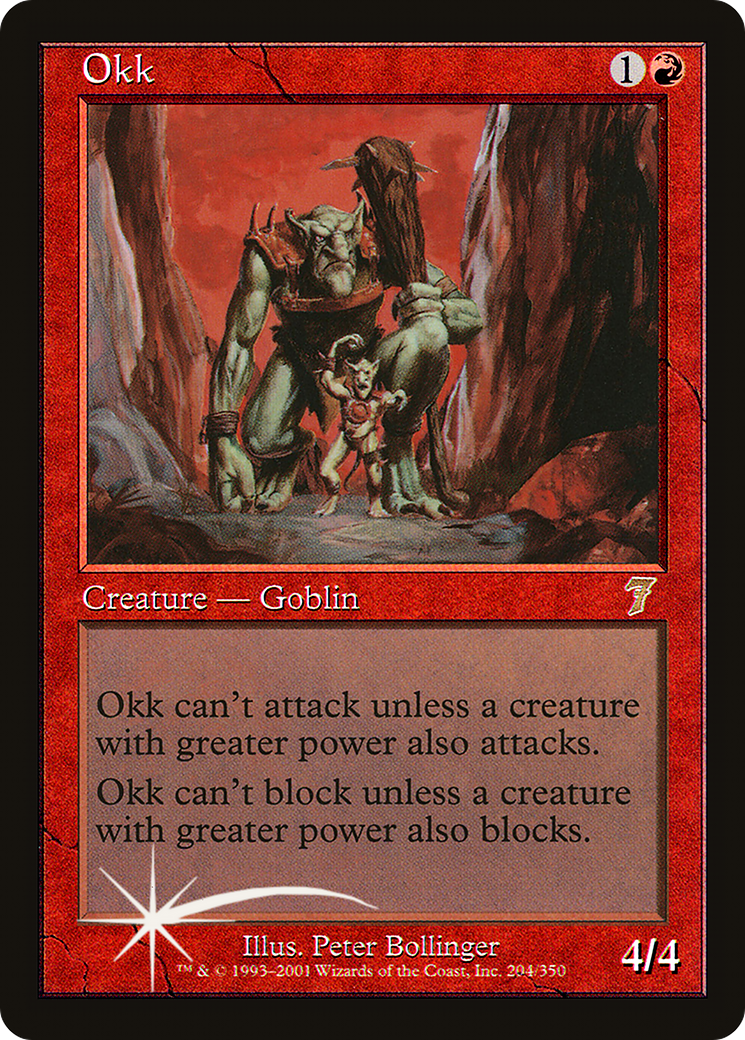 Okk 1
Creature — Goblin 7
Okk can't attack unless a creature
with greater power also attacks.
Okk can't block unless a creature
with greater power also blocks.
Illus. Peter Bollinger
™ & © 1993–2001 Wizards of the Coast, Inc. 204/350
4/4